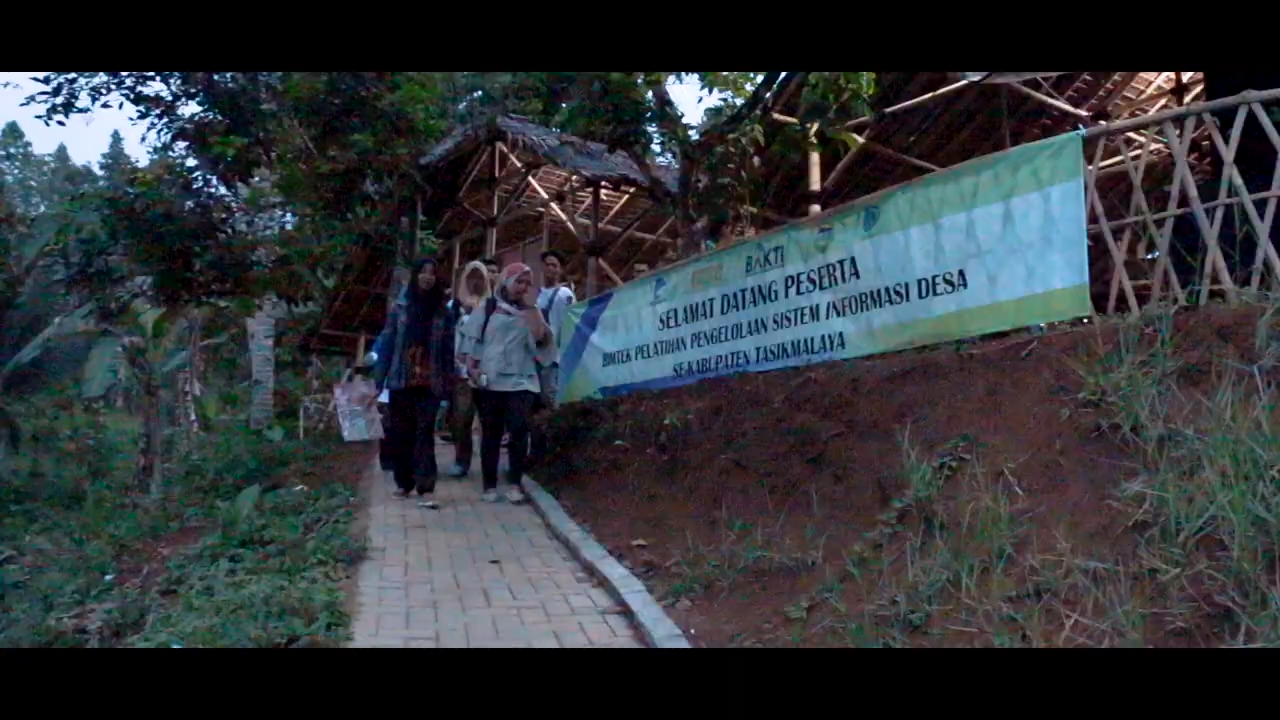 BAKTI
SELAMAT DATANG PESERTA
BIMTEK PELATIHAN PENGELOLAAN SISTEM INFORMASI DESA
SE-KABUPATEN TASIKMALAYA